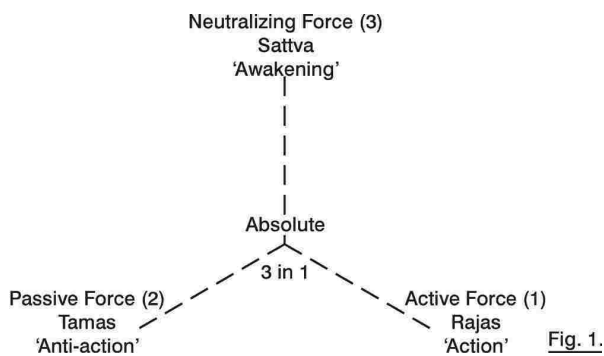 Neutralizing Force (3)
Sattva
‘Awakening’
Absolute
3 in 1
Passive Force (2)
Tamas
‘Anti-action’
Active Force (1)
Rajas
‘Action’
Fig. 1.